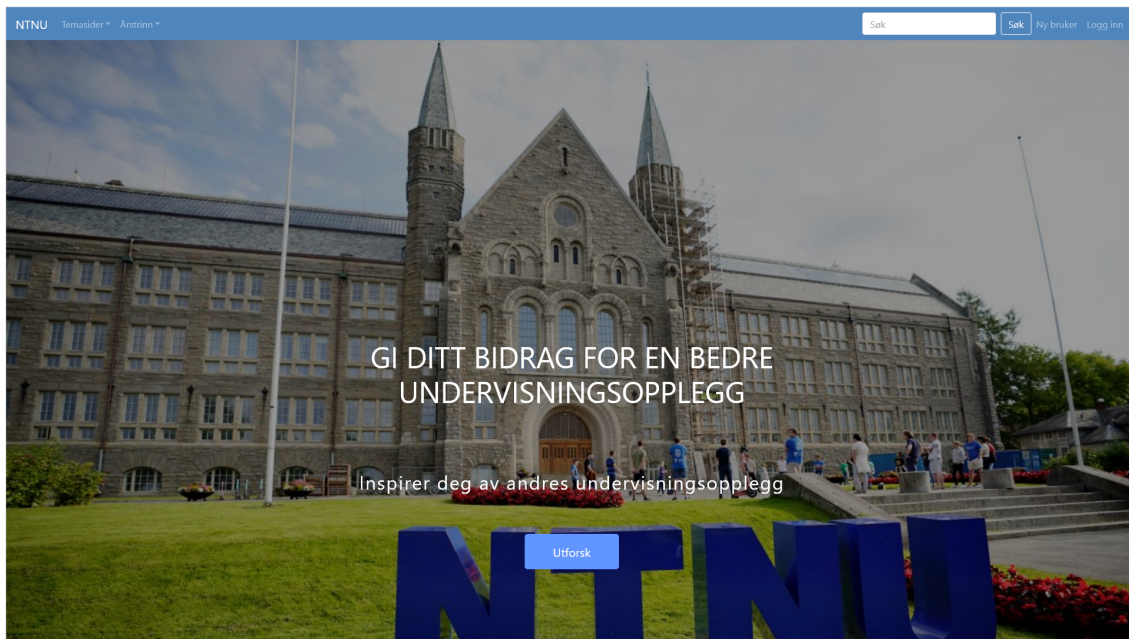 NTNU Temasider Årstrinn Søk Søk Ny bruker Logg inn
GI DITT BIDRAG FOR EN BEDRE
UNDERVISNINGSOPPLEGG
Inspirer deg av andres undervisningsopplegg
Utforsk
NTNU